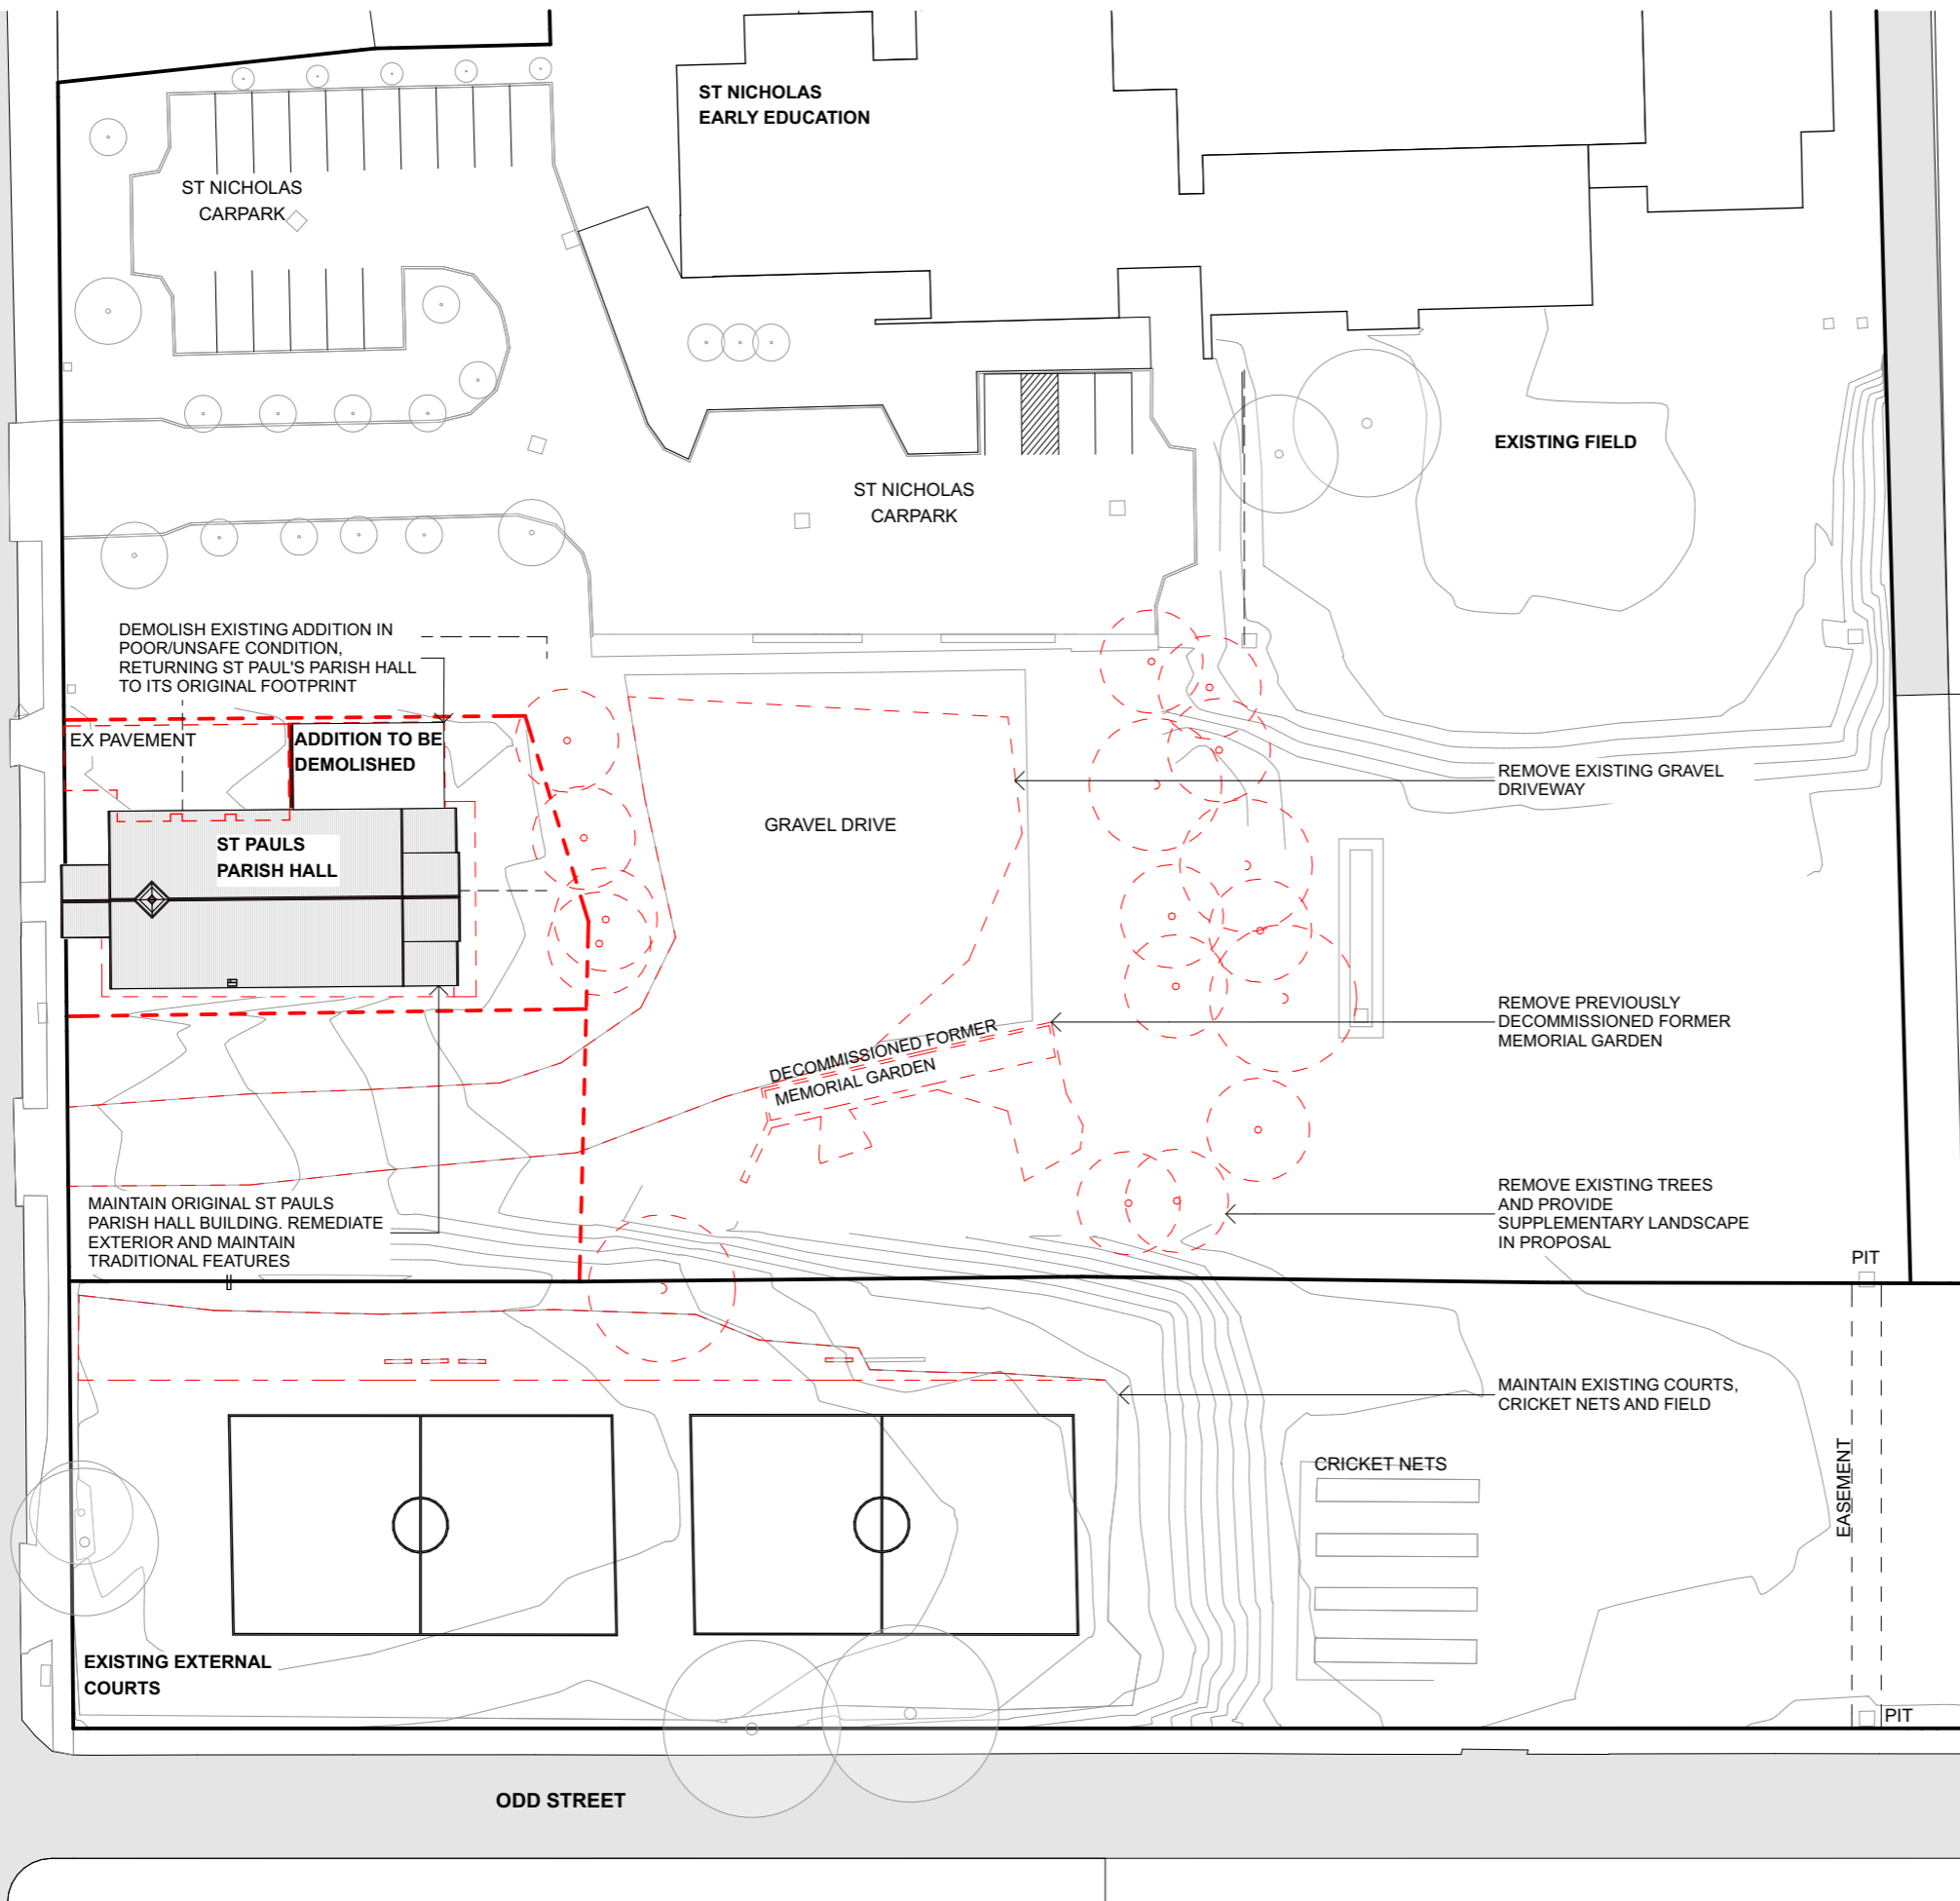 ST NICHOLAS
EARLY EDUCATION
ST NICHOLAS
CARPARK
EXISTING FIELD
ST NICHOLAS
CARPARK
DEMOLISH EXISTING ADDITION IN
POOR/UNSAFE CONDITION,
RETURNING ST PAUL'S PARISH HALL
TO ITS ORIGINAL FOOTPRINT
EX PAVEMENT
ADDITION TO BE
DEMOLISHED
REMOVE EXISTING GRAVEL
DRIVEWAY
GRAVEL DRIVE
ST PAULS
PARISH HALL
REMOVE PREVIOUSLY
DECOMMISSIONED FORMER
MEMORIAL GARDEN
DECOMMISSIONED FORMER
MEMORIAL GARDEN
MAINTAIN ORIGINAL ST PAULS
PARISH HALL BUILDING. REMEDIATE
EXTERIOR AND MAINTAIN
TRADITIONAL FEATURES
REMOVE EXISTING TREES
AND PROVIDE
SUPPLEMENTARY LANDSCAPE
IN PROPOSAL
PIT
MAINTAIN EXISTING COURTS,
CRICKET NETS AND FIELD
CRICKET NETS
EASEMENT
EXISTING EXTERNAL
COURTS
PIT
ODD STREET